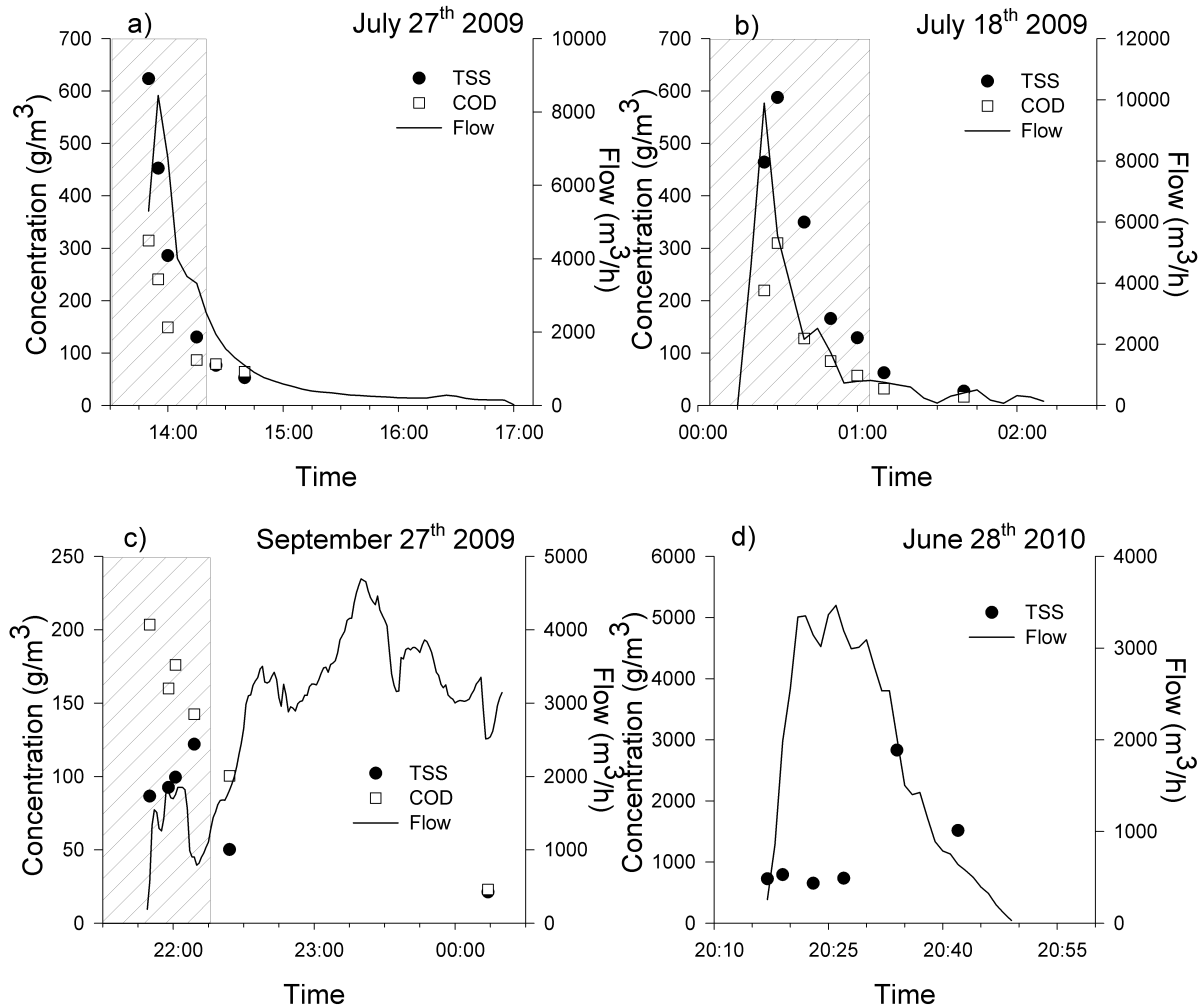 a) July 27th 2009
700
600
500
400
300
200
100
0
Concentration (g/m3)
10000
8000
6000
4000
2000
0
Flow (m3/h)
TSS
COD
Flow
14:00 15:00 16:00 17:00
Time
b) July 18th 2009
700
600
500
400
300
200
100
0
Concentration (g/m3)
12000
10000
8000
6000
4000
2000
0
Flow (m3/h)
TSS
COD
Flow
00:00 01:00 02:00
Time
c) September 27th 2009
250
200
150
100
50
0
Concentration (g/m3)
5000
4000
3000
2000
1000
0
Flow (m3/h)
TSS
COD
Flow
22:00 23:00 00:00
Time
d) June 28th 2010
6000
5000
4000
3000
2000
1000
0
Concentration (g/m3)
4000
3000
2000
1000
0
Flow (m3/h)
TSS
Flow
20:10 20:25 20:40 20:55
Time